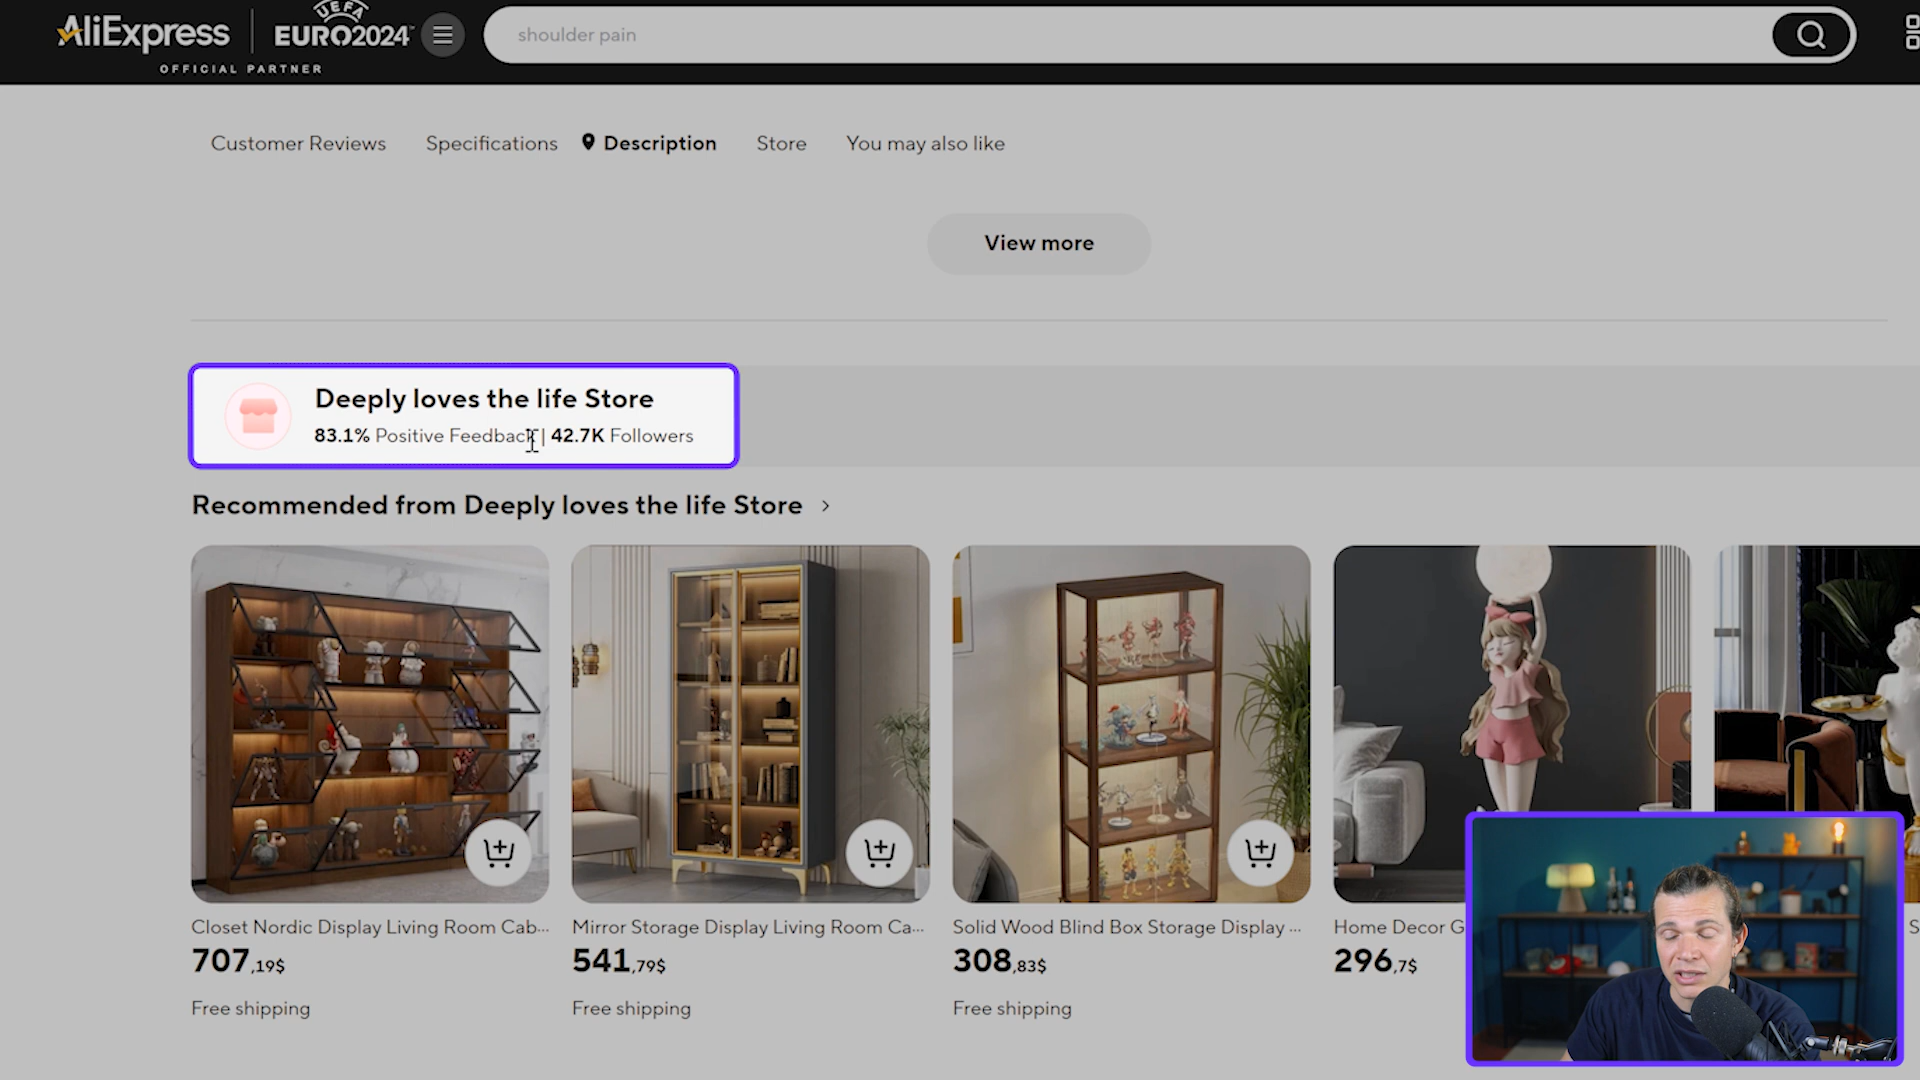 AliExpress
UEFA
EURO2024
OFFICIAL PARTNER
shoulder pain
Customer Reviews
Specifications
Description
Store
You may also like
View more
Deeply loves the life Store
83.1% Positive Feedback | 42.7K Followers
Recommended from Deeply loves the life Store >
Closet Nordic Display Living Room Cab...
Mirror Storage Display Living Room Ca...
Solid Wood Blind Box Storage Display ...
Home Decor G
S
707,19$
541,79$
308,83$
296,7$
Free shipping
Free shipping
Free shipping